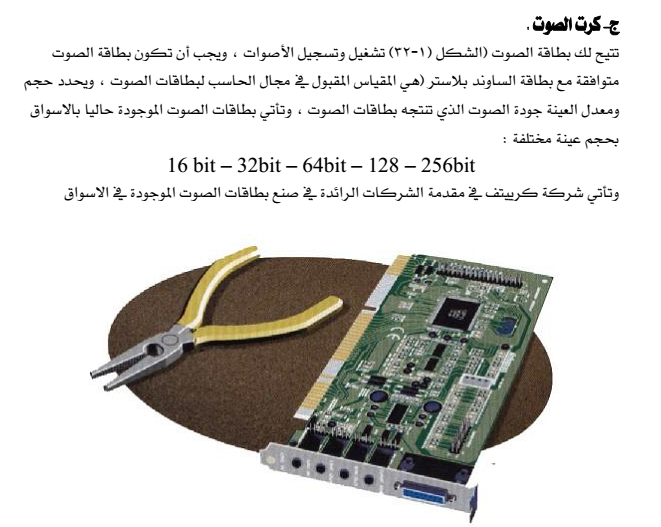 ج- كرت الصوت .
تتيح لك بطاقة الصوت (الشكل (١-٣٢) تشغيل وتسجيل الأصوات ، ويجب أن تكون بطاقة الصوت
متوافقة مع بطاقة الساوند بلاستر (هي المقياس المقبول في مجال الحاسب لبطاقات الصوت ، ويحدد حجم
ومعدل العينة جودة الصوت الذي تنتجه بطاقات الصوت ، وتأتي بطاقات الصوت الموجودة حاليا بالاسواق
بحجم عينة مختلفة :
16 bit – 32bit – 64bit – 128 – 256bit
وتأتي شركة كرييتف في مقدمة الشركات الرائدة في صنع بطاقات الصوت الموجودة في الاسواق